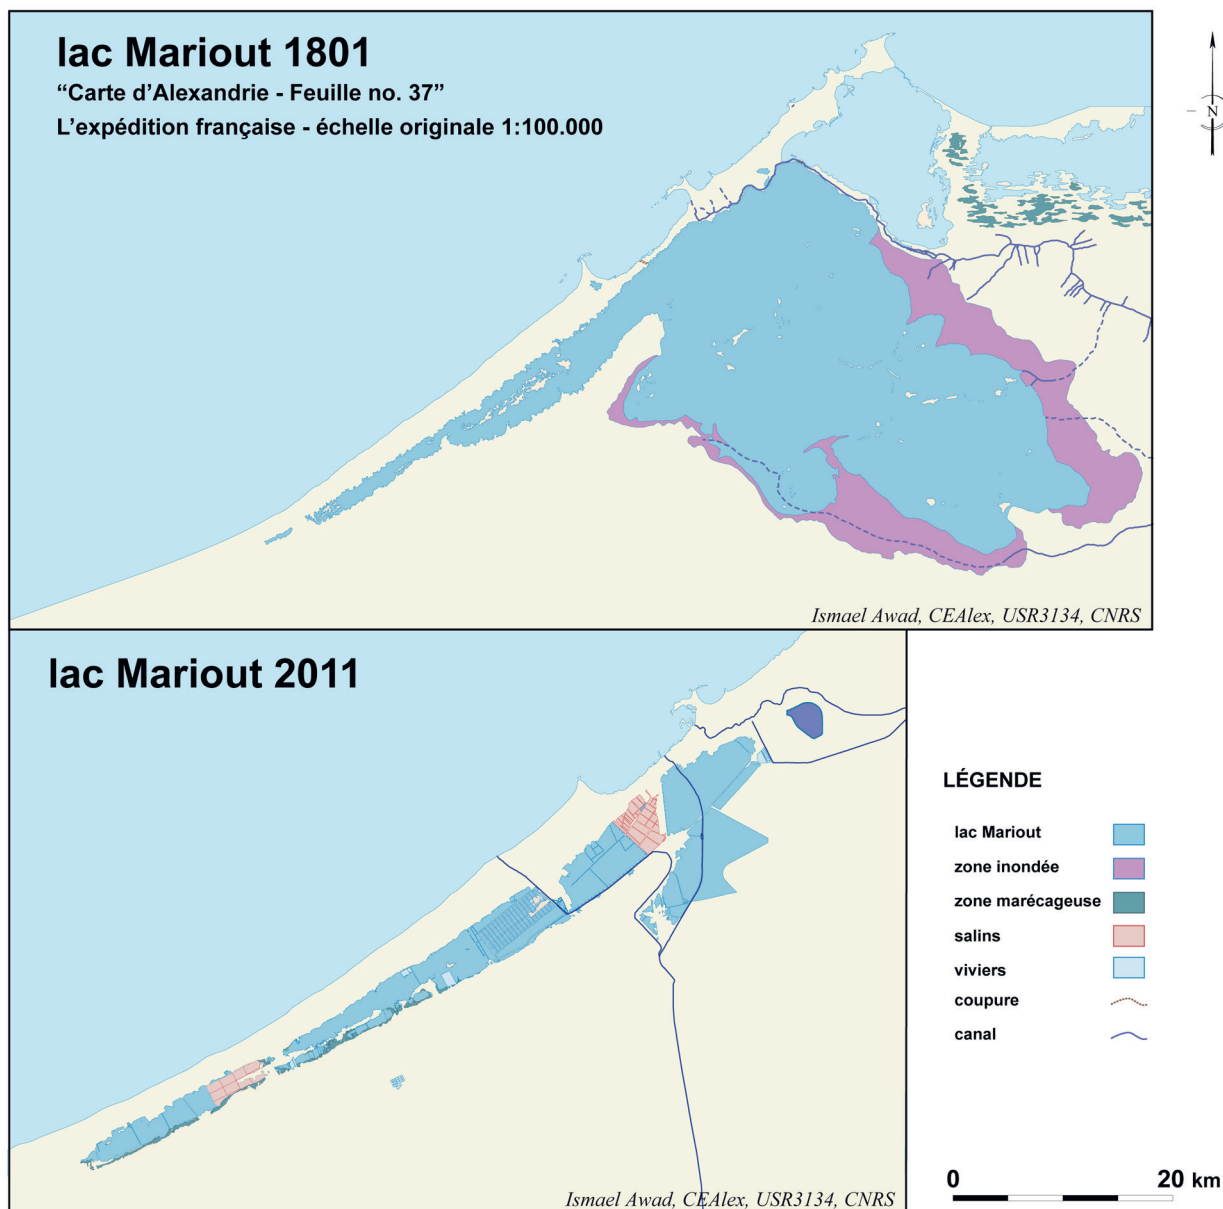 lac Mariout 1801
“Carte d’Alexandrie - Feuille no. 37”
L’expédition française - échelle originale 1:100.000
N
Ismael Awad, CEAlex, USR3134, CNRS
lac Mariout 2011
LÉGENDE
lac Mariout
zone inondée
zone marécageuse
salins
viviers
coupure
canal
0 20 km
Ismael Awad, CEAlex, USR3134, CNRS